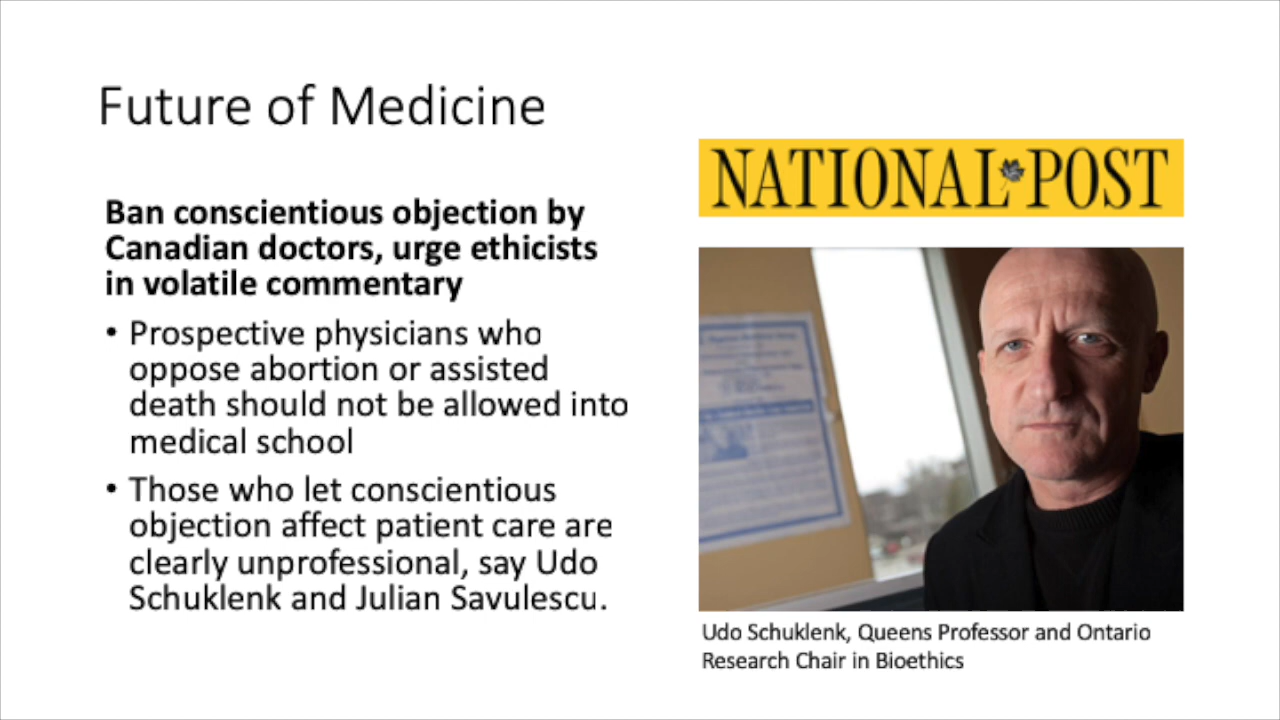 Future of Medicine
Ban conscientious objection by
Canadian doctors, urge ethicists
in volatile commentary
• Prospective physicians who
oppose abortion or assisted
death should not be allowed into
medical school
• Those who let conscientious
objection affect patient care are
clearly unprofessional, say Udo
Schuklenk and Julian Savulescu.
NATIONAL POST
Udo Schuklenk, Queens Professor and Ontario
Research Chair in Bioethics